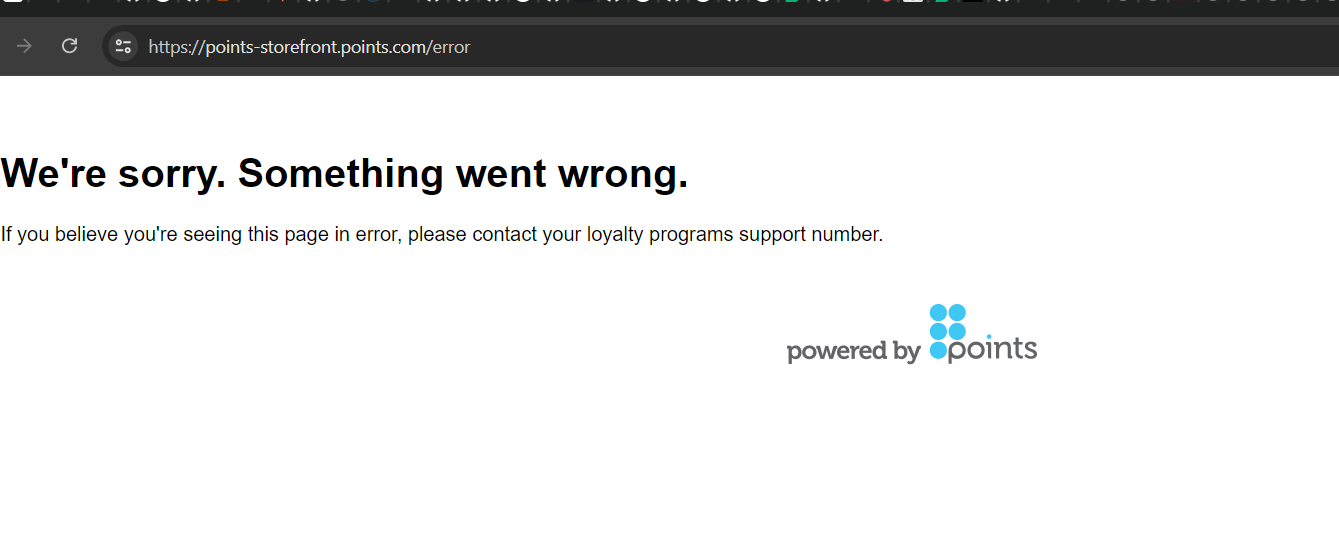 https://points-storefront.points.com/error
We're sorry. Something went wrong.
If you believe you're seeing this page in error, please contact your loyalty programs support number.
powered by points